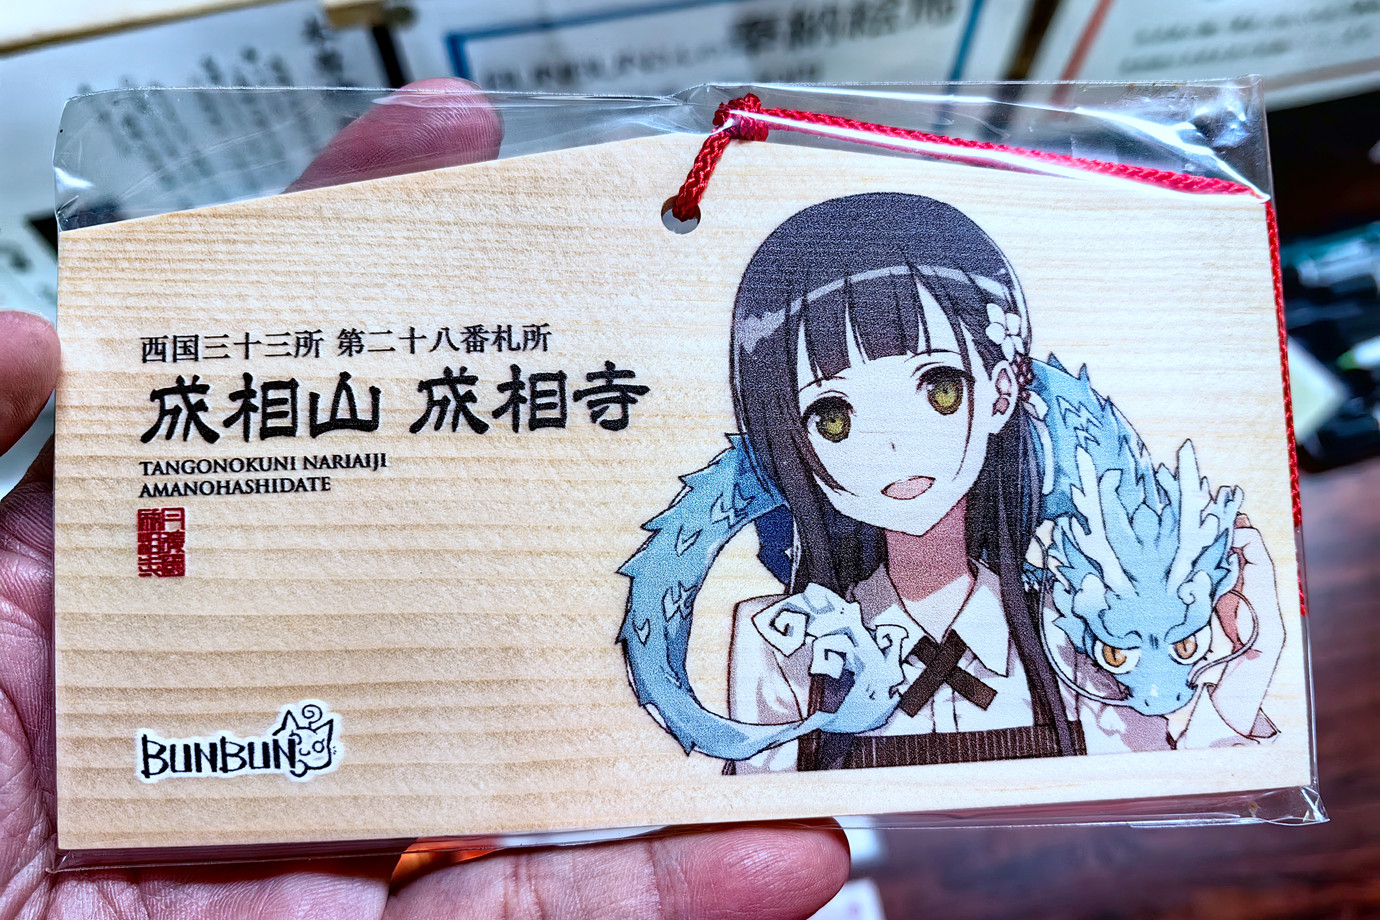 西国三十三所 第二十八番札所
成相山 成相寺
TANGONOKUNI NARIAIJI
AMANOHASHIDATE
BUNBUN